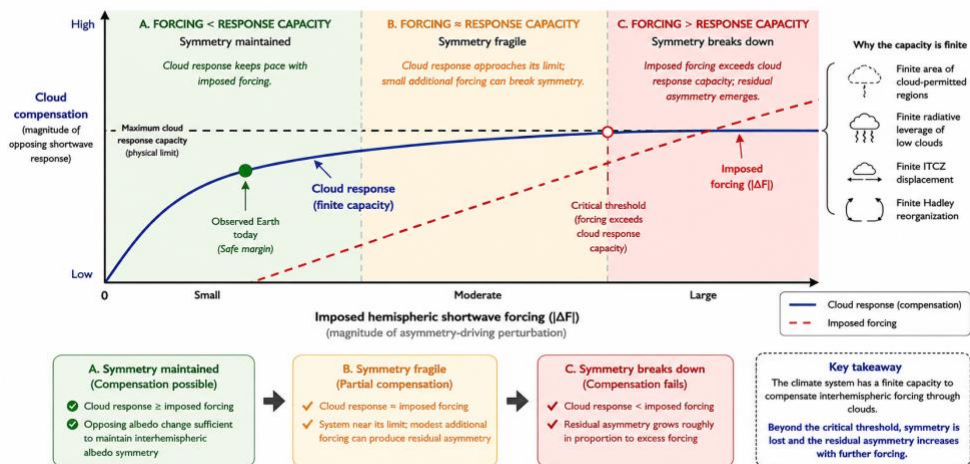 High
Cloud
compensation
(magnitude of
opposing shortwave
response)
Low
A. FORCING < RESPONSE CAPACITY
Symmetry maintained
Cloud response keeps pace with
imposed forcing.
B. FORCING ≈ RESPONSE CAPACITY
Symmetry fragile
Cloud response approaches its limit;
small additional forcing can break symmetry.
C. FORCING > RESPONSE CAPACITY
Symmetry breaks down
Imposed forcing exceeds cloud
response capacity; residual
asymmetry emerges.
Maximum cloud
response capacity
(physical limit)
Observed Earth
today
(Safe margin)
Cloud response
(finite capacity)
Critical threshold
(forcing exceeds
cloud response
capacity)
Imposed
forcing (|ΔF|)
0
Small
Moderate
Large
Imposed hemispheric shortwave forcing (|ΔF|)
(magnitude of asymmetry-driving perturbation)
Why the capacity is finite
Finite area of
cloud-permitted
regions
Finite radiative
leverage of
low clouds
Finite ITCZ
displacement
Finite Hadley
reorganization
Cloud response (compensation)
Imposed forcing
A. Symmetry maintained
(Compensation possible)
Cloud response ≥ imposed forcing
Opposing albedo change sufficient
to maintain interhemispheric
albedo symmetry
B. Symmetry fragile
(Partial compensation)
Cloud response ≈ imposed forcing
System near its limit; modest additional
forcing can produce residual asymmetry
C. Symmetry breaks down
(Compensation fails)
Cloud response < imposed forcing
Residual asymmetry grows roughly
in proportion to excess forcing
Key takeaway
The climate system has a finite capacity to
compensate interhemispheric forcing through
clouds.
Beyond the critical threshold, symmetry is
lost and the residual asymmetry increases
with further forcing.